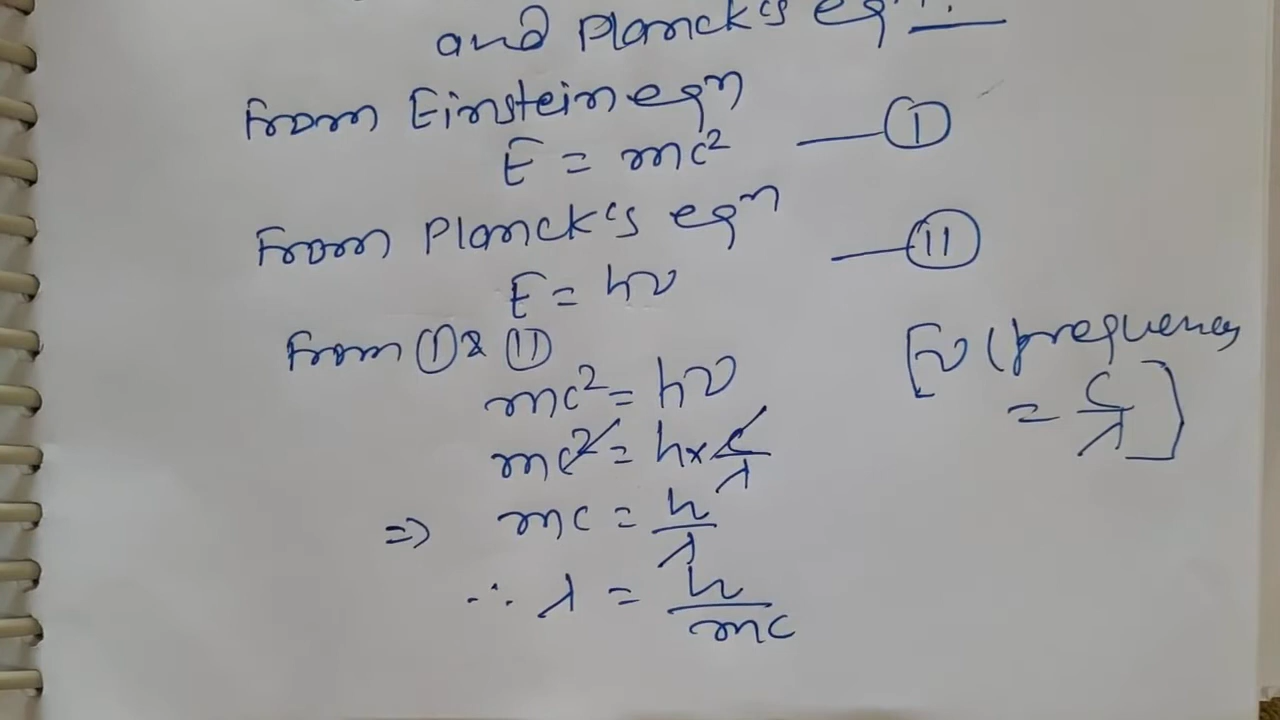 and Planck's eqn.
From Einstein eqn
E = mc² — (I)
From Planck's eqn
E = hν — (II)
From (I) & (II)
mc² = hν [ν (frequency
mc² = h × c/λ = c/λ]
⇒ mc = h/λ
∴ λ = h/mc